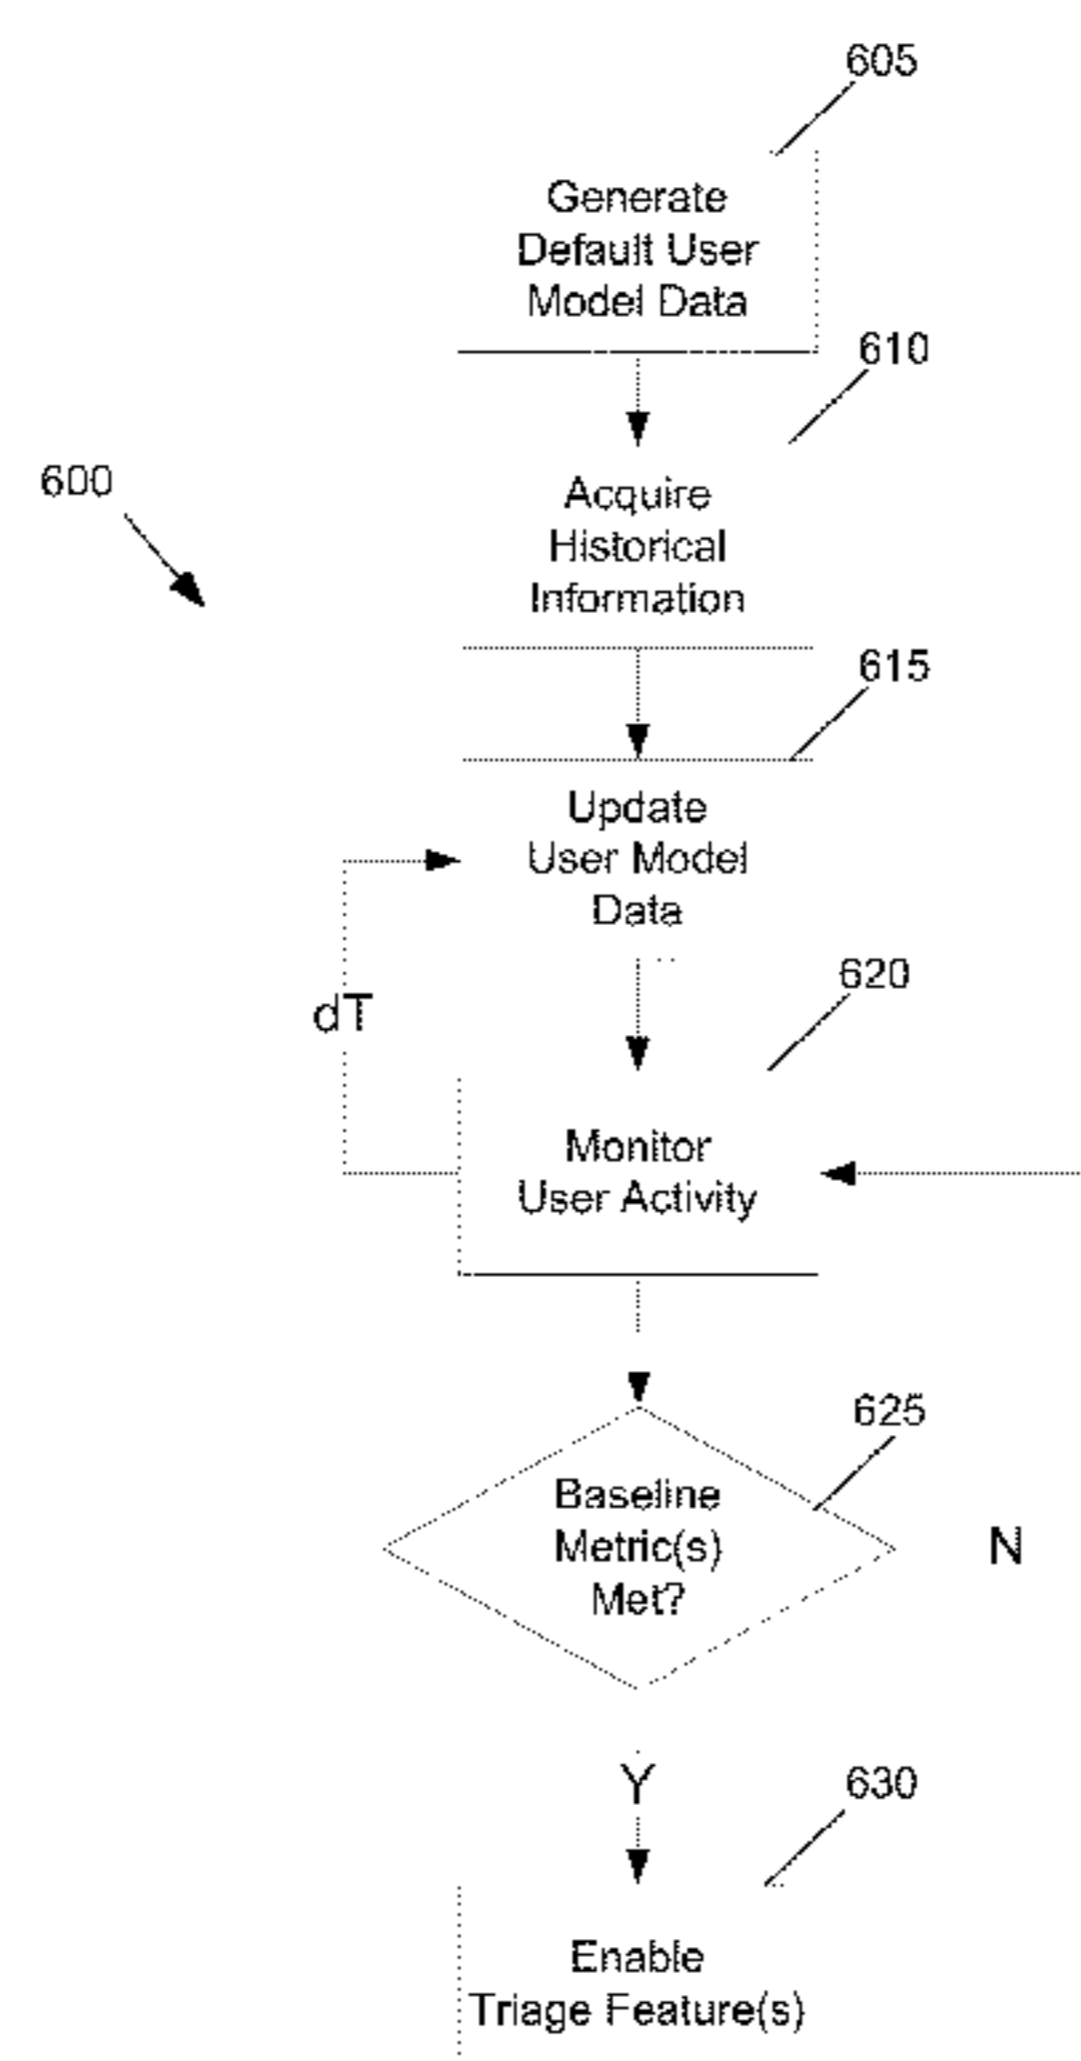 605
Generate
Default User
Model Data
610
600
Acquire
Historical
Information
615
Update
User Model
Data
620
dT
Monitor
User Activity
625
Baseline
Metric(s)
Met?
N
Y
630
Enable
Triage Feature(s)